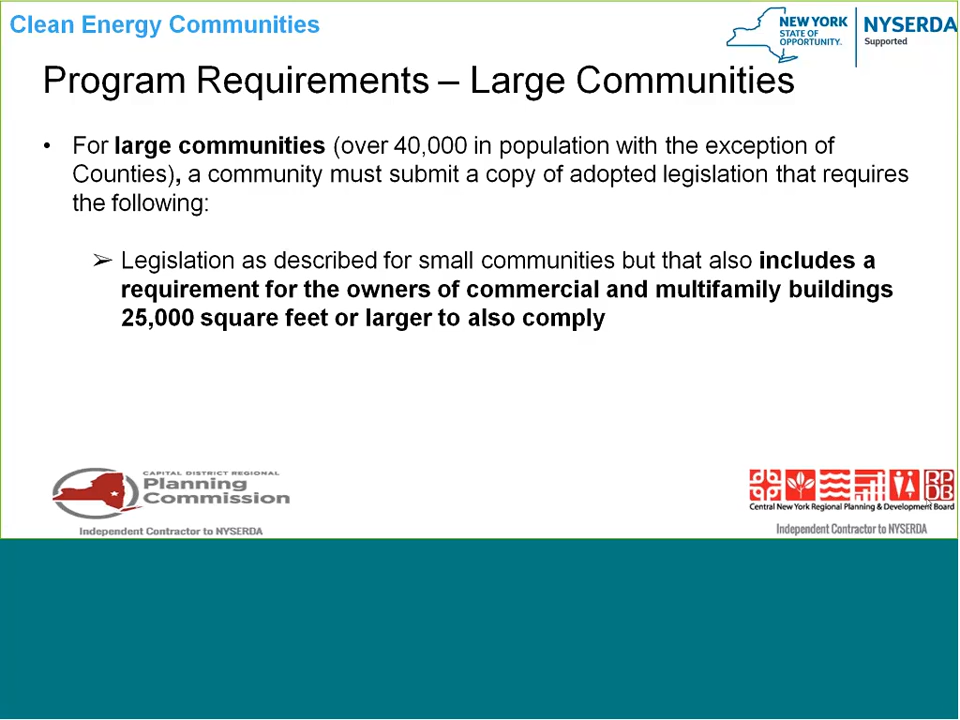 Clean Energy Communities
NEW YORK
STATE OF
OPPORTUNITY.
NYSERDA
Supported
Program Requirements – Large Communities
• For large communities (over 40,000 in population with the exception of
Counties), a community must submit a copy of adopted legislation that requires
the following:
➢ Legislation as described for small communities but that also includes a
requirement for the owners of commercial and multifamily buildings
25,000 square feet or larger to also comply
CAPITAL DISTRICT REGIONAL
Planning
Commission
Independent Contractor to NYSERDA
RP
DB
Central New York Regional Planning & Development Board
Independent Contractor to NYSERDA